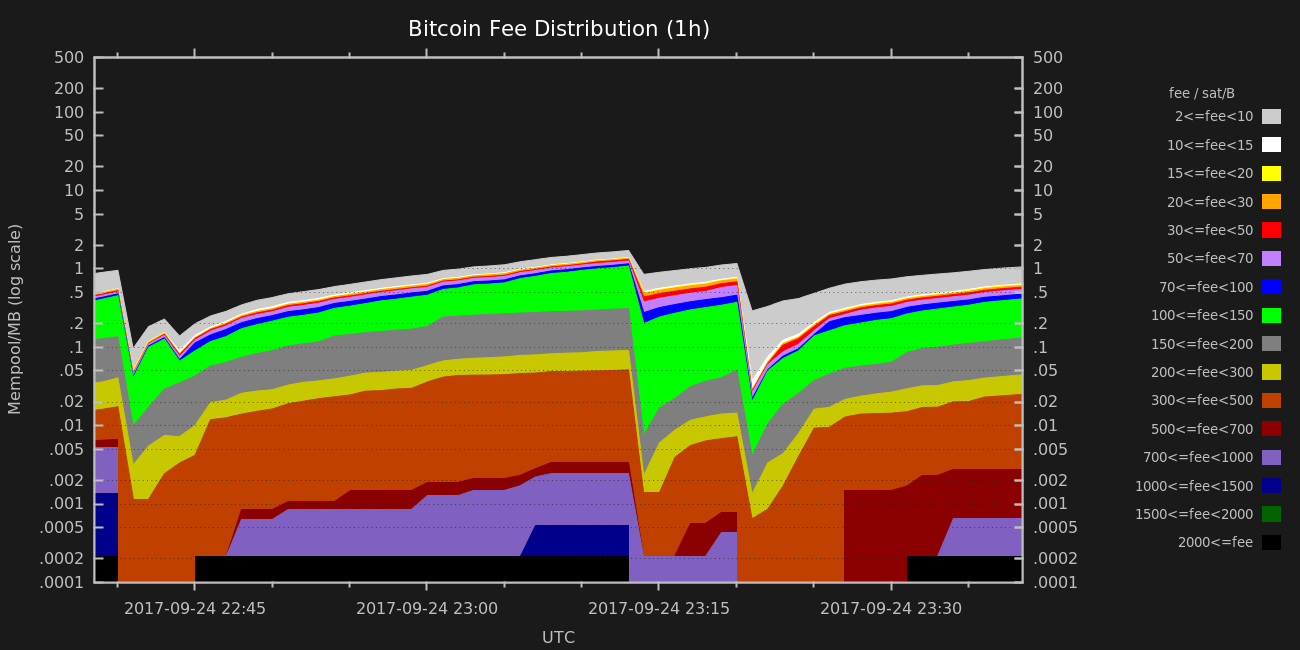 Bitcoin Fee Distribution (1h)
500 500
200 200
100 100
50 50
20 20
10 10
5 5
2 2
1 1
.5 .5
.2 .2
.1 .1
.05 .05
.02 .02
.01 .01
.005 .005
.002 .002
.001 .001
.0005 .0005
.0002 .0002
.0001 .0001
Mempool/MB (log scale)
2017-09-24 22:45 2017-09-24 23:00 2017-09-24 23:15 2017-09-24 23:30
UTC
fee / sat/B
2<=fee<10
10<=fee<15
15<=fee<20
20<=fee<30
30<=fee<50
50<=fee<70
70<=fee<100
100<=fee<150
150<=fee<200
200<=fee<300
300<=fee<500
500<=fee<700
700<=fee<1000
1000<=fee<1500
1500<=fee<2000
2000<=fee